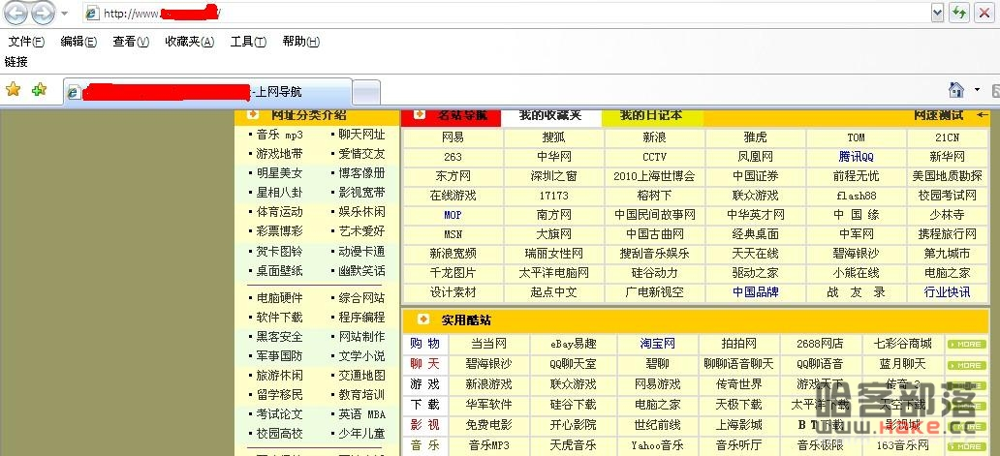 http://www. /
文件(F) 编辑(E) 查看(V) 收藏夹(A) 工具(T) 帮助(H)
链接
-上网导航
网址分类介绍
· 音乐 mp3 · 聊天网址
· 游戏地带 · 爱情交友
· 明星美女 · 博客像册
· 星相八卦 · 影视宽带
· 体育运动 · 娱乐休闲
· 彩票博彩 · 艺术爱好
· 贺卡图铃 · 动漫卡通
· 桌面壁纸 · 幽默笑话
· 电脑硬件 · 综合网站
· 软件下载 · 程序编程
· 黑客安全 · 网站制作
· 军事国防 · 文学小说
· 旅游休闲 · 交通地图
· 留学移民 · 教育培训
· 考试论文 · 英语 MBA
· 校园高校 · 少年儿童
名站导航 我的收藏夹 我的日记本 网速测试 ←
网易 搜狐 新浪 雅虎 TOM 21CN
263 中华网 CCTV 凤凰网 腾讯QQ 新华网
东方网 深圳之窗 2010上海世博会 中国证券 前程无忧 美国地质勘探
在线游戏 17173 榕树下 联众游戏 flash88 校园考试网
MOP 南方网 中国民间故事网 中华英才网 中 国 缘 少林寺
MSN 大旗网 中国古曲网 经典桌面 中军网 携程旅行网
新浪宽频 瑞丽女性网 搜刮音乐娱乐 天天在线 碧海银沙 第九城市
千龙图片 太平洋电脑网 硅谷动力 驱动之家 小熊在线 电脑之家
设计素材 起点中文 广电新视空 中国品牌 战 友 录 行业快讯
实用酷站
购 物 当当网 eBay易趣 淘宝网 拍拍网 2688网店 七彩谷商城 MORE
聊 天 碧海银沙 QQ聊天室 碧聊 聊聊语音聊天 QQ聊语音 蓝月聊天 MORE
游 戏 新浪游戏 联众游戏 网易游戏 传奇世界 游戏天下 传奇 2 MORE
下 载 华军软件 硅谷下载 电脑之家 天极下载 太平洋下载 天空下载
影 视 免费电影 开心影院 世纪前线 上海影城 B T 下载 影视城
音 乐 音乐MP3 天虎音乐 Yahoo音乐 音乐听厅 音乐极限 163音乐网 MORE
哈客部落
www.Hake.cc